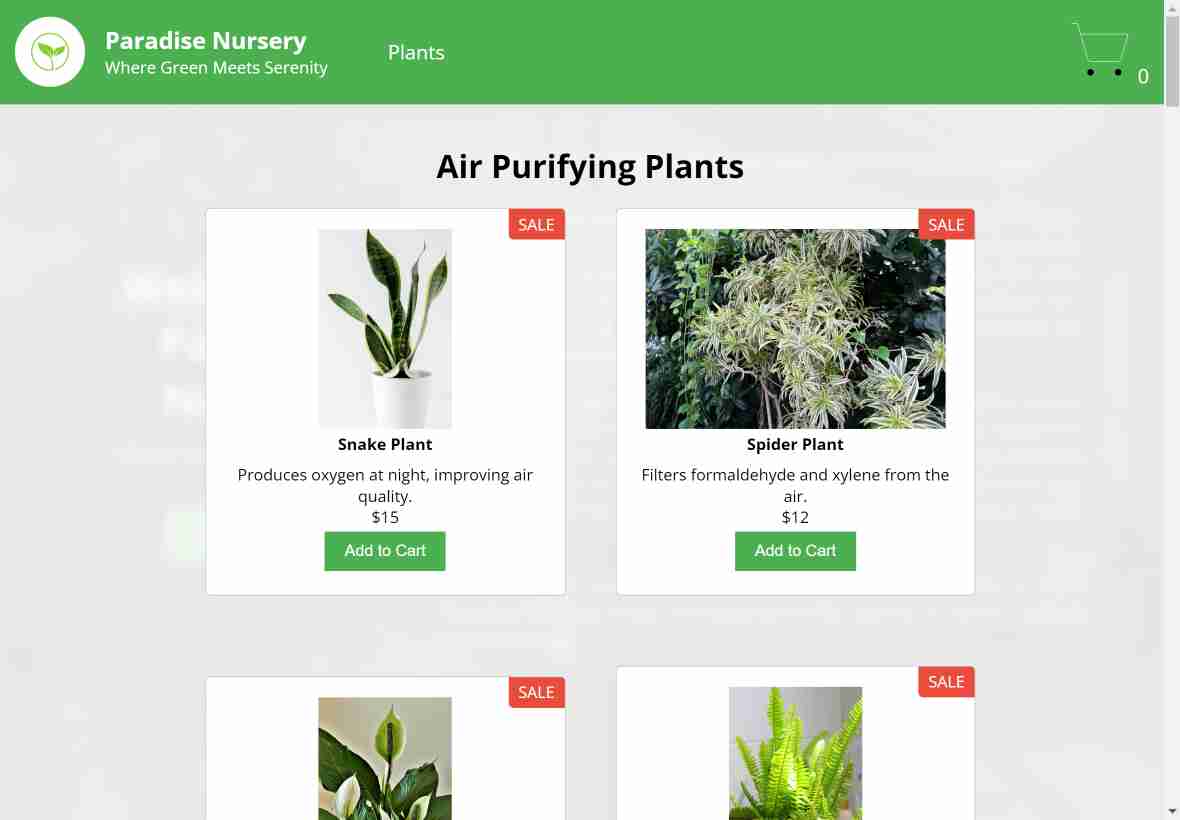 Paradise Nursery
Where Green Meets Serenity
Plants
0
Air Purifying Plants
SALE
Snake Plant
Produces oxygen at night, improving air
quality.
$15
Add to Cart
SALE
Spider Plant
Filters formaldehyde and xylene from the
air.
$12
Add to Cart
SALE
SALE